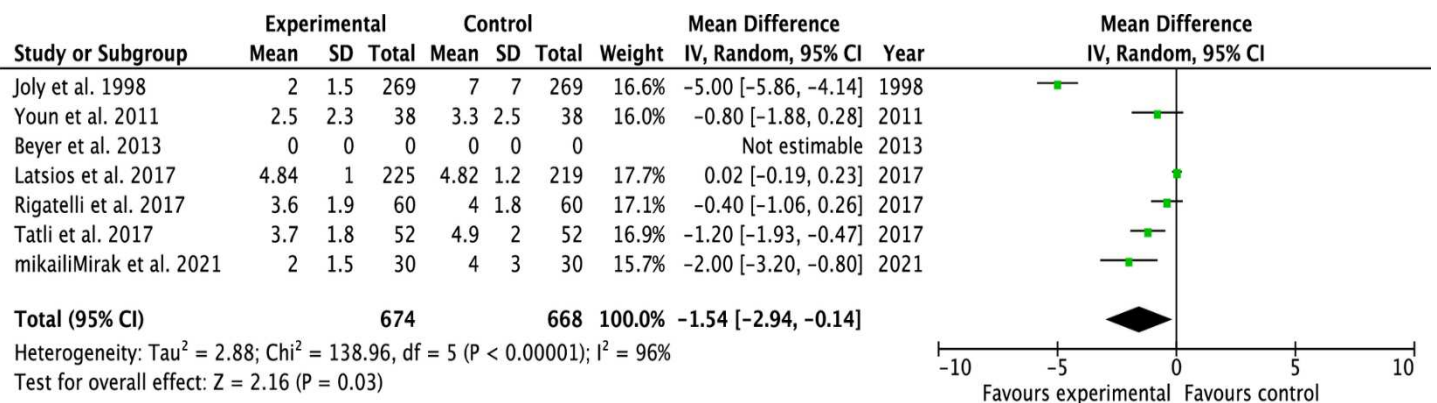 Experimental Control Mean Difference Mean Difference
Study or Subgroup Mean SD Total Mean SD Total Weight IV, Random, 95% CI Year IV, Random, 95% CI
Joly et al. 1998 2 1.5 269 7 7 269 16.6% −5.00 [−5.86, −4.14] 1998
Youn et al. 2011 2.5 2.3 38 3.3 2.5 38 16.0% −0.80 [−1.88, 0.28] 2011
Beyer et al. 2013 0 0 0 0 0 0 Not estimable 2013
Latsios et al. 2017 4.84 1 225 4.82 1.2 219 17.7% 0.02 [−0.19, 0.23] 2017
Rigatelli et al. 2017 3.6 1.9 60 4 1.8 60 17.1% −0.40 [−1.06, 0.26] 2017
Tatli et al. 2017 3.7 1.8 52 4.9 2 52 16.9% −1.20 [−1.93, −0.47] 2017
mikailiMirak et al. 2021 2 1.5 30 4 3 30 15.7% −2.00 [−3.20, −0.80] 2021
Total (95% CI) 674 668 100.0% −1.54 [−2.94, −0.14]
Heterogeneity: Tau² = 2.88; Chi² = 138.96, df = 5 (P < 0.00001); I² = 96%
Test for overall effect: Z = 2.16 (P = 0.03)
−10 −5 0 5 10
Favours experimental Favours control